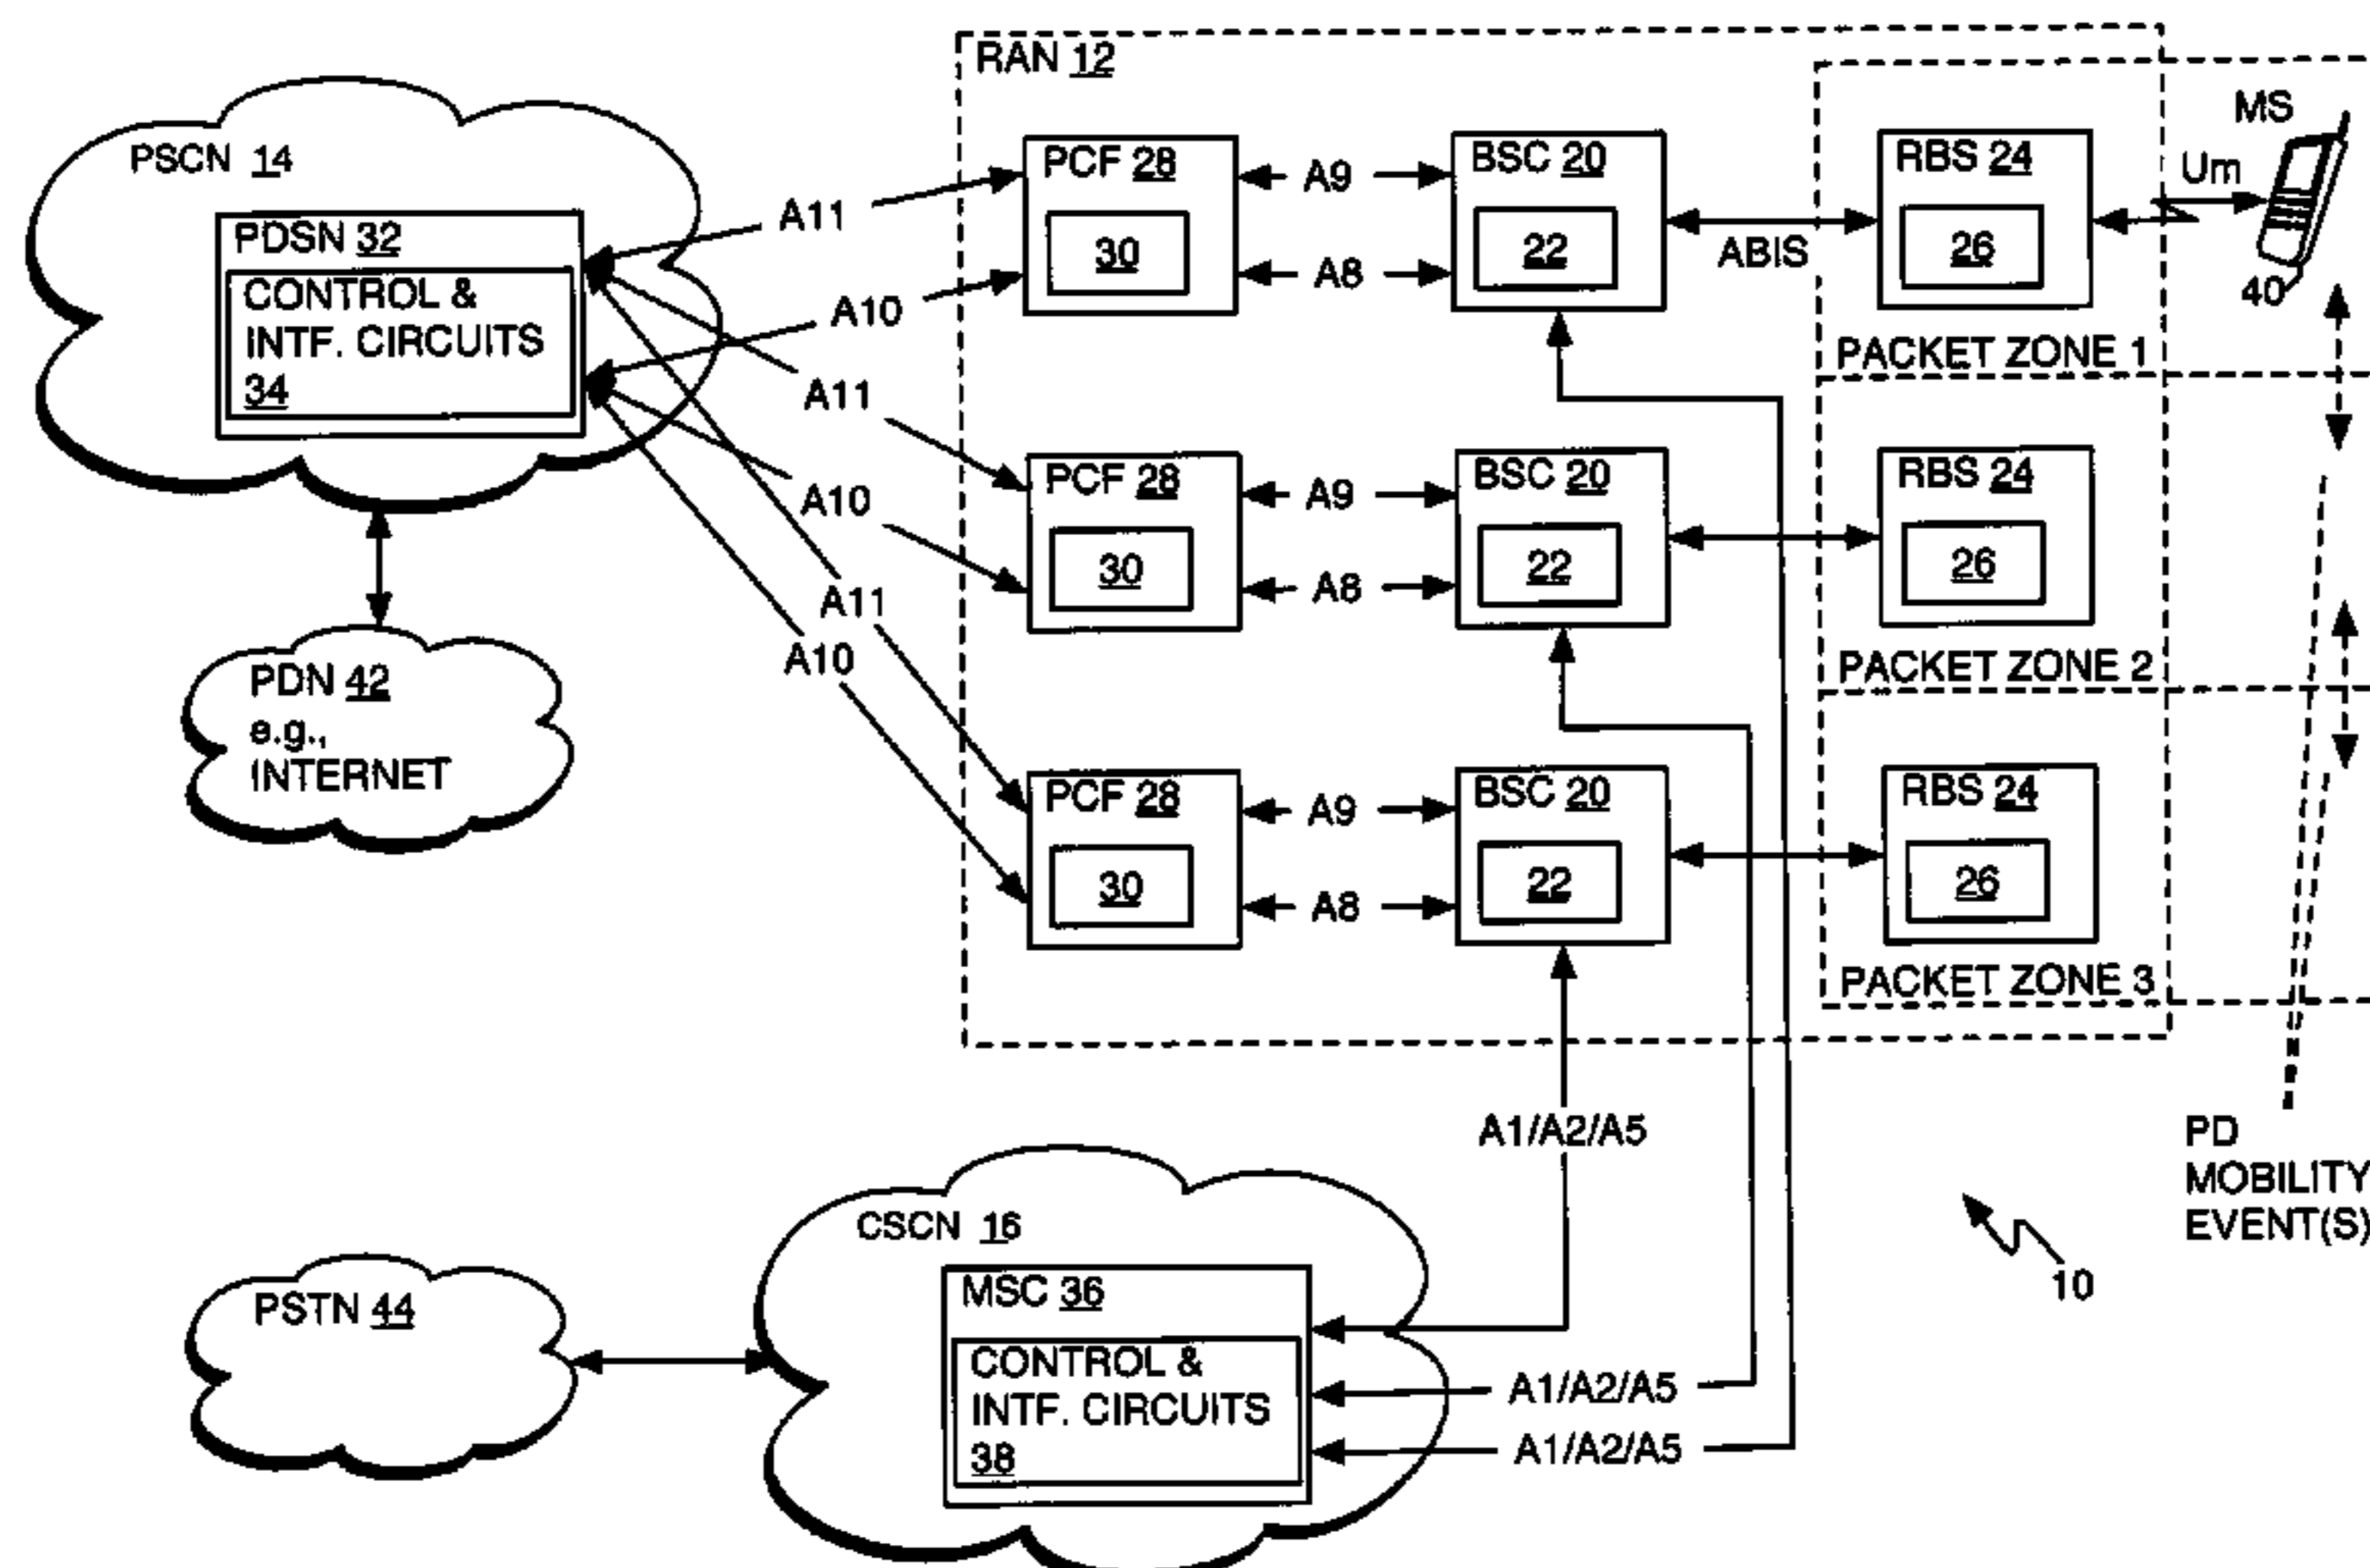 RAN 12
PSCN 14
PDSN 32
CONTROL &
INTF. CIRCUITS
34
A11
A10
A11
A10
A11
A10
PDN 42
e.g.,
INTERNET
PCF 28
30
A9
A8
BSC 20
22
ABIS
RBS 24
26
PACKET ZONE 1
Um
MS
40
PCF 28
30
A9
A8
BSC 20
22
RBS 24
26
PACKET ZONE 2
PCF 28
30
A9
A8
BSC 20
22
RBS 24
26
PACKET ZONE 3
A1/A2/A5
PD
MOBILITY
EVENT(S)
10
CSCN 16
MSC 36
CONTROL &
INTF. CIRCUITS
38
A1/A2/A5
A1/A2/A5
PSTN 44